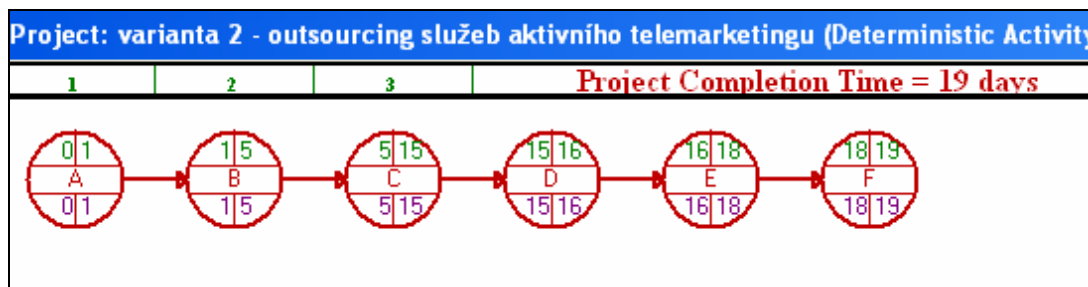 Project: varianta 2 - outsourcing služeb aktivního telemarketingu (Deterministic Activity
1 2 3 Project Completion Time = 19 days
0 1 1 5 5 15 15 16 16 18 18 19
A B C D E F
0 1 1 5 5 15 15 16 16 18 18 19